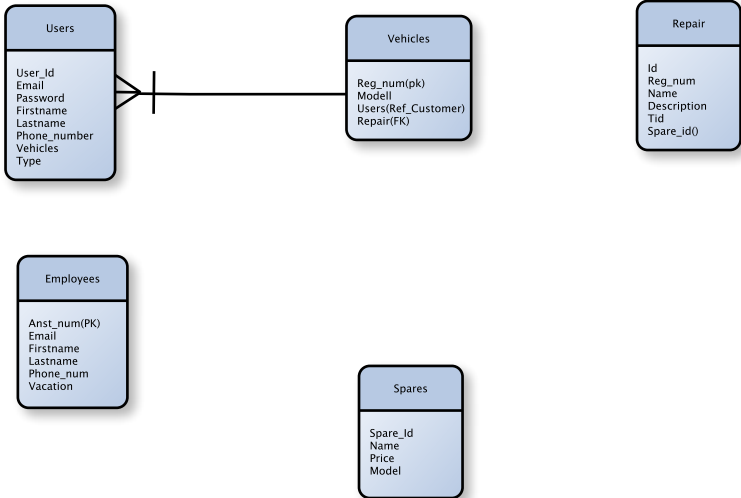 Users
User_Id
Email
Password
Firstname
Lastname
Phone_number
Vehicles
Type
Vehicles
Reg_num(pk)
Modell
Users(Ref_Customer)
Repair(FK)
Repair
Id
Reg_num
Name
Description
Tid
Spare_id()
Employees
Anst_num(PK)
Email
Firstname
Lastname
Phone_num
Vacation
Spares
Spare_Id
Name
Price
Model